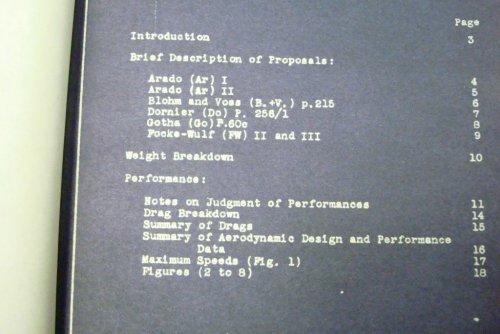 Page
Introduction 3
Brief Description of Proposals:
Arado (Ar) I 4
Arado (Ar) II 5
Blohm and Voss (B.+V.) p.215 6
Dornier (Do) P. 256/1 7
Gotha (Go) P.60c 8
Focke-Wulf (FW) II and III 9
Weight Breakdown 10
Performance:
Notes on Judgment of Performances 11
Drag Breakdown 14
Summary of Drags 15
Summary of Aerodynamic Design and Performance
Data 16
Maximum Speeds (Fig. 1) 17
Figures (2 to 8) 18